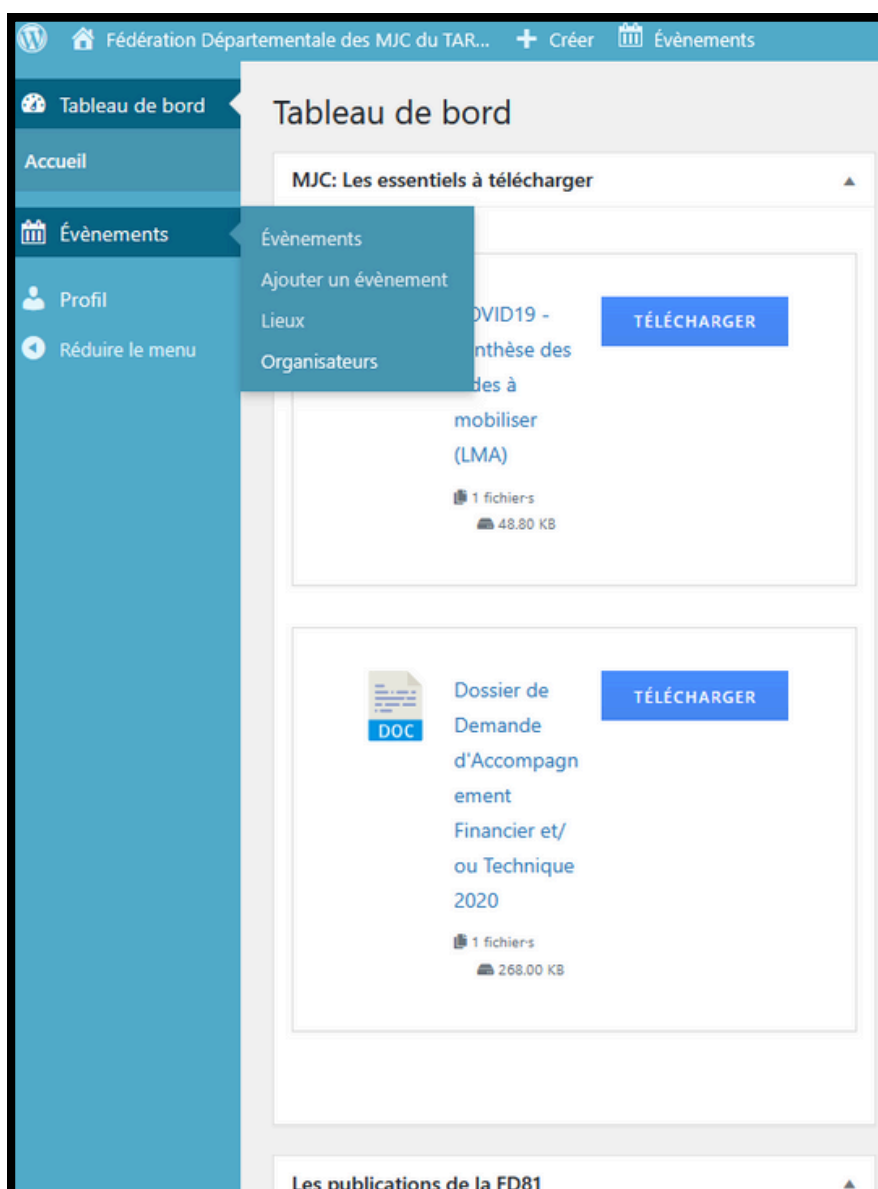 Fédération Départementale des MJC du TAR... + Créer Évènements
Tableau de bord
Accueil
Évènements
Profil
Réduire le menu
Évènements
Ajouter un évènement
Lieux
Organisateurs
Tableau de bord
MJC: Les essentiels à télécharger
mobiliser
(LMA)
1 fichier·s
48.80 KB
TÉLÉCHARGER
DOC
Dossier de
Demande
d'Accompagn
ement
Financier et/
ou Technique
2020
1 fichier·s
268.00 KB
TÉLÉCHARGER
Les publications de la FD81